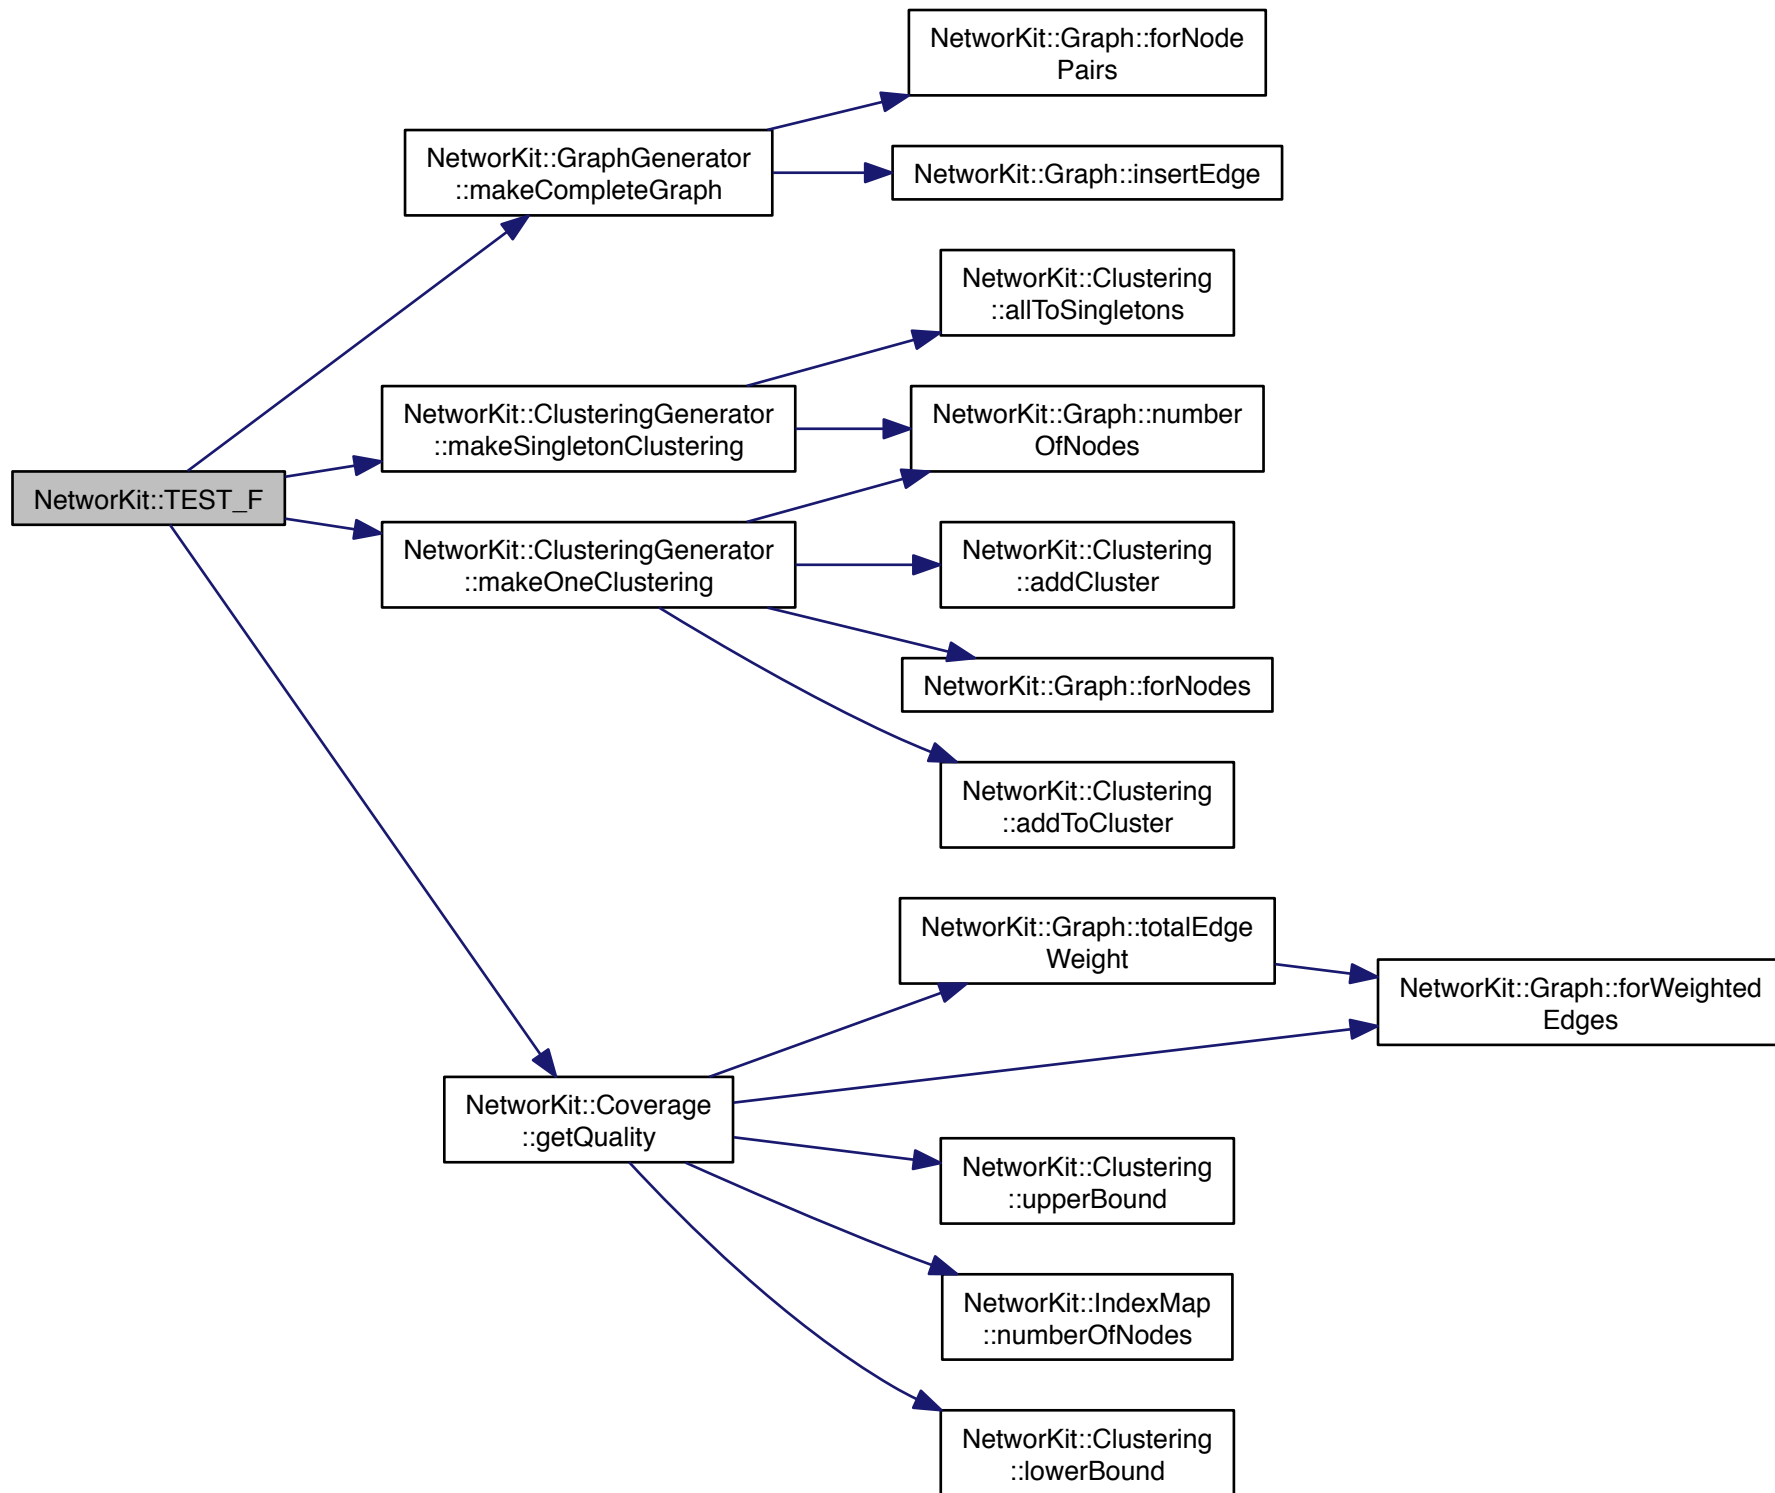 NetworKit::Graph::forNode
Pairs
NetworKit::GraphGenerator
::makeCompleteGraph
NetworKit::Graph::insertEdge
NetworKit::Clustering
::allToSingletons
NetworKit::ClusteringGenerator
::makeSingletonClustering
NetworKit::Graph::number
OfNodes
NetworKit::TEST_F
NetworKit::ClusteringGenerator
::makeOneClustering
NetworKit::Clustering
::addCluster
NetworKit::Graph::forNodes
NetworKit::Clustering
::addToCluster
NetworKit::Graph::totalEdge
Weight
NetworKit::Graph::forWeighted
Edges
NetworKit::Coverage
::getQuality
NetworKit::Clustering
::upperBound
NetworKit::IndexMap
::numberOfNodes
NetworKit::Clustering
::lowerBound